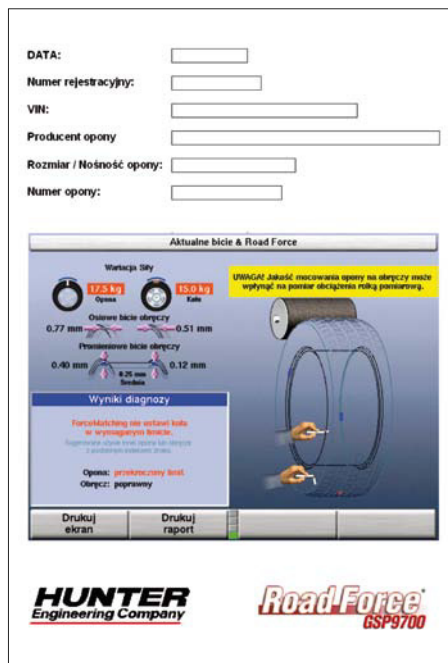 DATA:
Numer rejestracyjny:
VIN:
Producent opony
Rozmiar / Nośność opony:
Numer opony:
Aktualne bicie & Road Force
Wariacja Siły
17.5 kg
15.0 kg
Opona
Koło
Osiowe bicie obręczy
0.77 mm
0.51 mm
Promieniowe bicie obręczy
0.40 mm
0.12 mm
0.25 mm
Średnia
UWAGA! Jakość mocowania opony na obręczy może
wpłynąć na pomiar obciążenia rolką pomiarową.
Wyniki diagnozy
ForceMatching nie ustawi koła
w wymaganym limicie.
Opona: przekroczony limit.
Obręcz: poprawny
Drukuj
ekran
Drukuj
raport
HUNTER
Engineering Company
Road Force
GSP9700